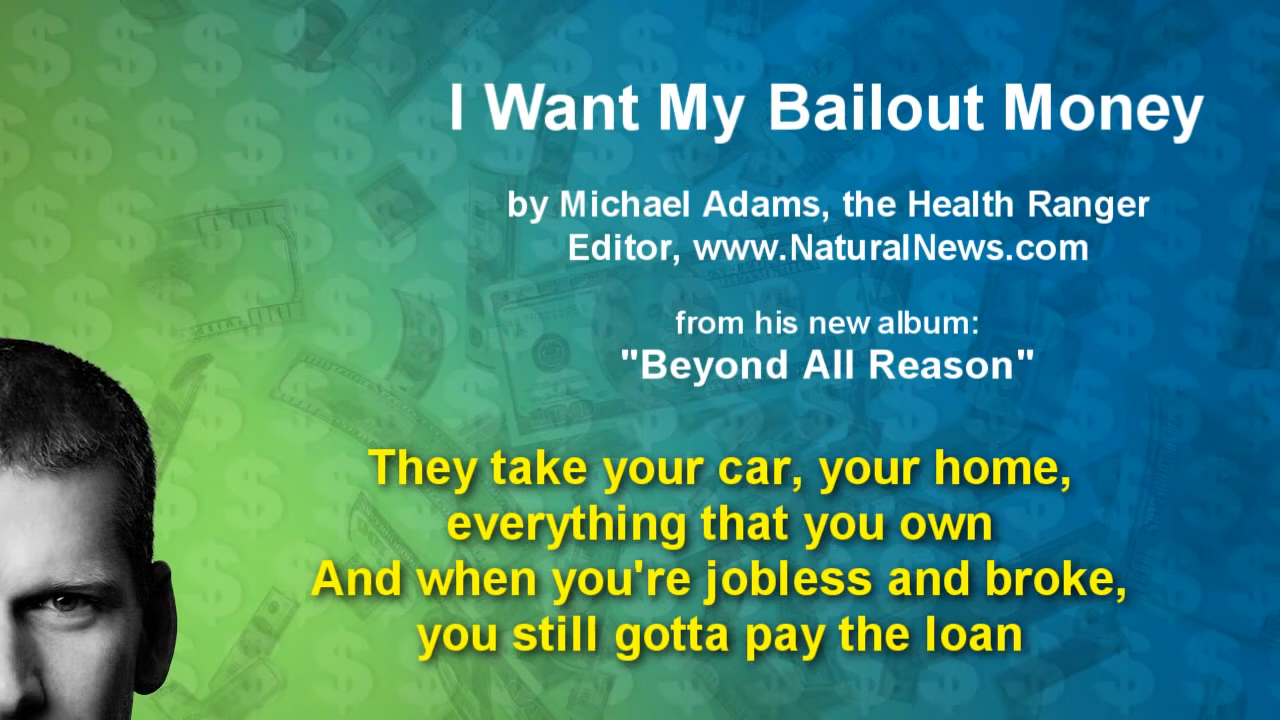 I Want My Bailout Money
by Michael Adams, the Health Ranger
Editor, www.NaturalNews.com
from his new album:
"Beyond All Reason"
They take your car, your home,
everything that you own
And when you're jobless and broke,
you still gotta pay the loan